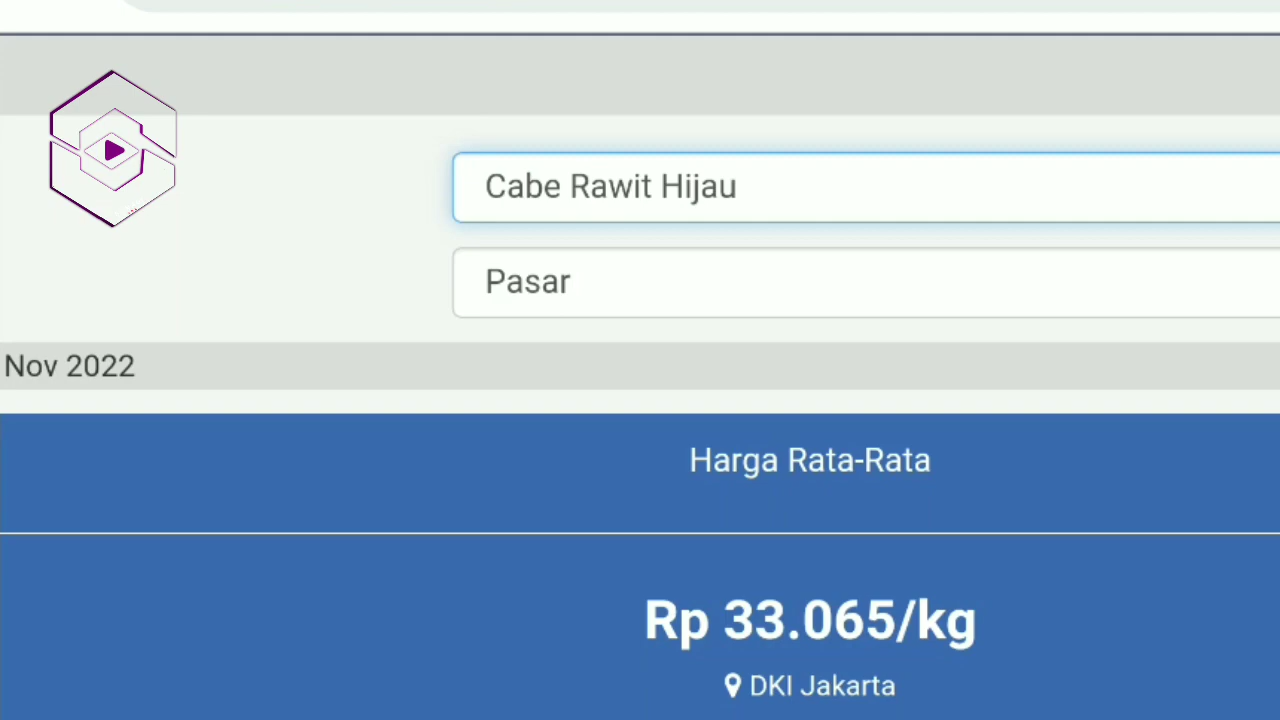 Cabe Rawit Hijau
Pasar
Nov 2022
Harga Rata-Rata
Rp 33.065/kg
DKI Jakarta